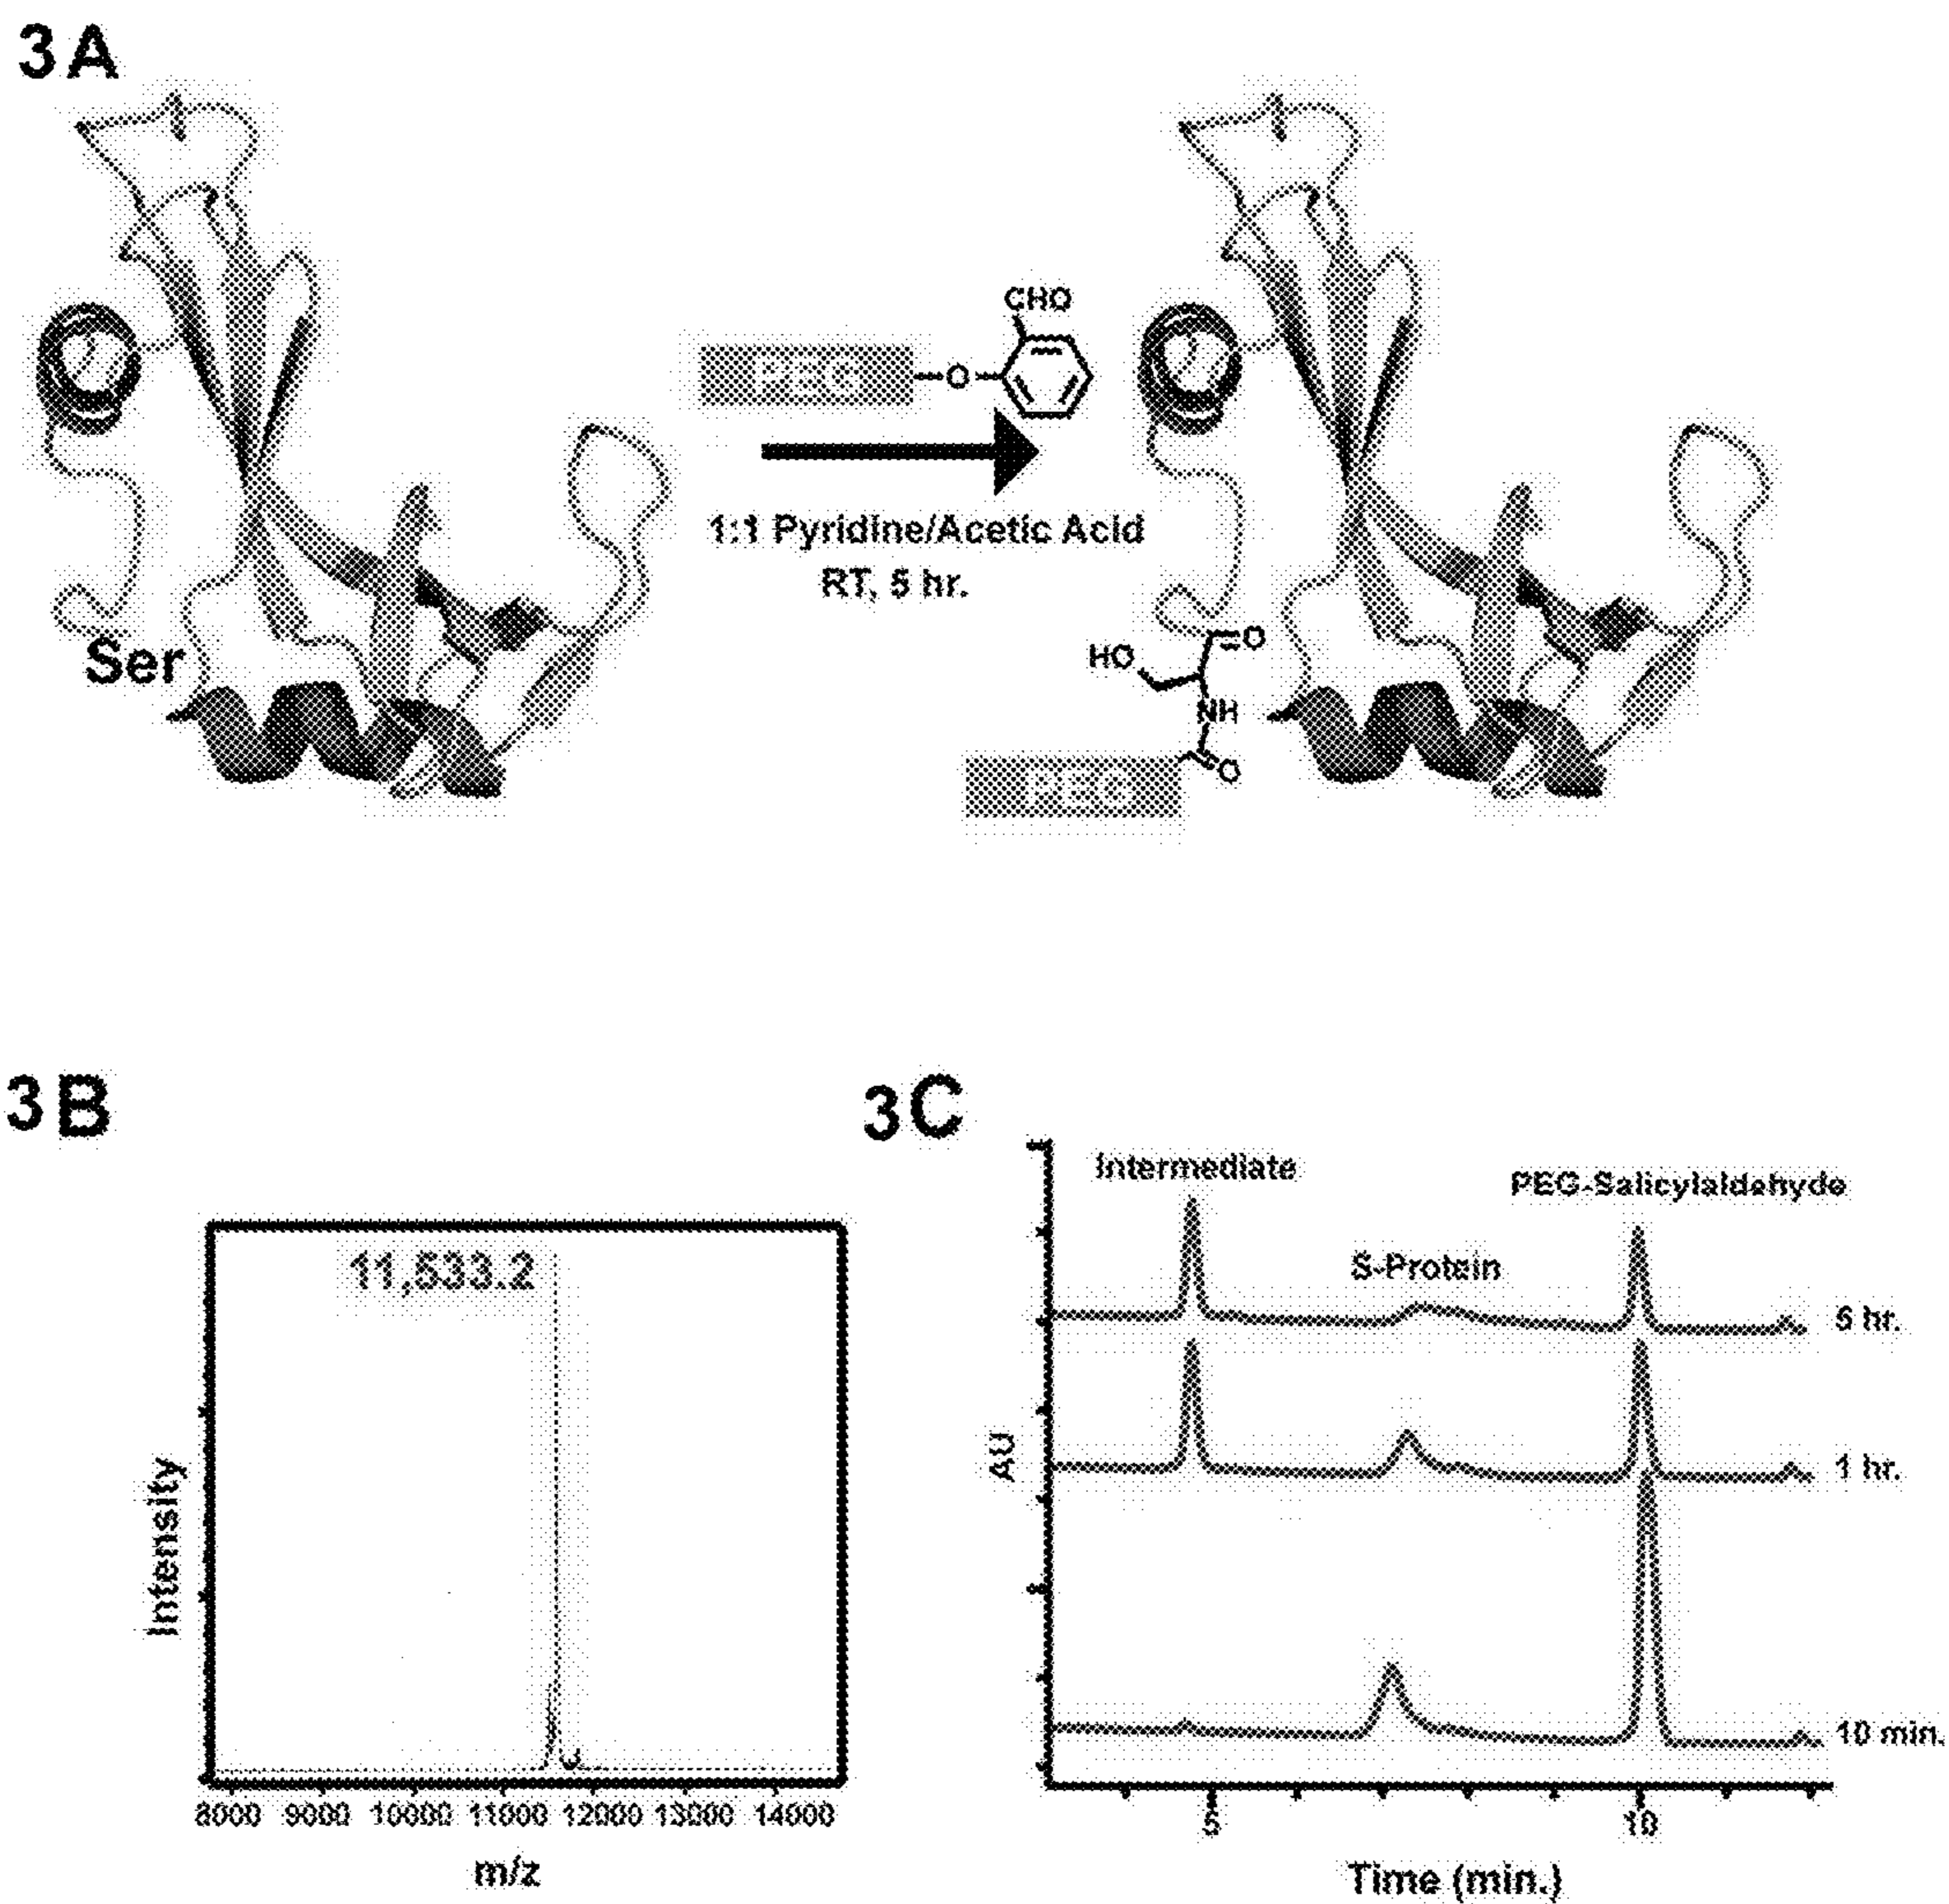 3A
CHO
PEG
O
1:1 Pyridine/Acetic Acid
RT, 5 hr.
Ser
HO
O
NH
O
PEG
3B
3C
Intermediate
PEG-Salicylaldehyde
11,533.2
S-Protein
5 hr.
1 hr.
10 min.
Intensity
AU
8000 9000 10000 11000 12000 13000 14000
5 10
m/z
Time (min.)